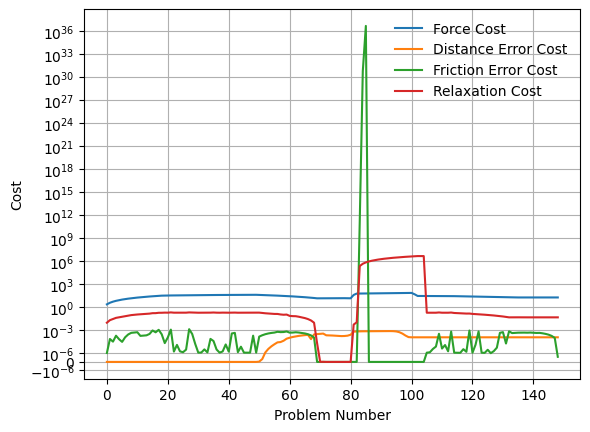 Force Cost
Distance Error Cost
Friction Error Cost
Relaxation Cost
10^36
10^33
10^30
10^27
10^24
10^21
10^18
10^15
10^12
10^9
10^6
10^3
10^0
10^-3
10^-6
0
-10^-6
Cost
0 20 40 60 80 100 120 140
Problem Number